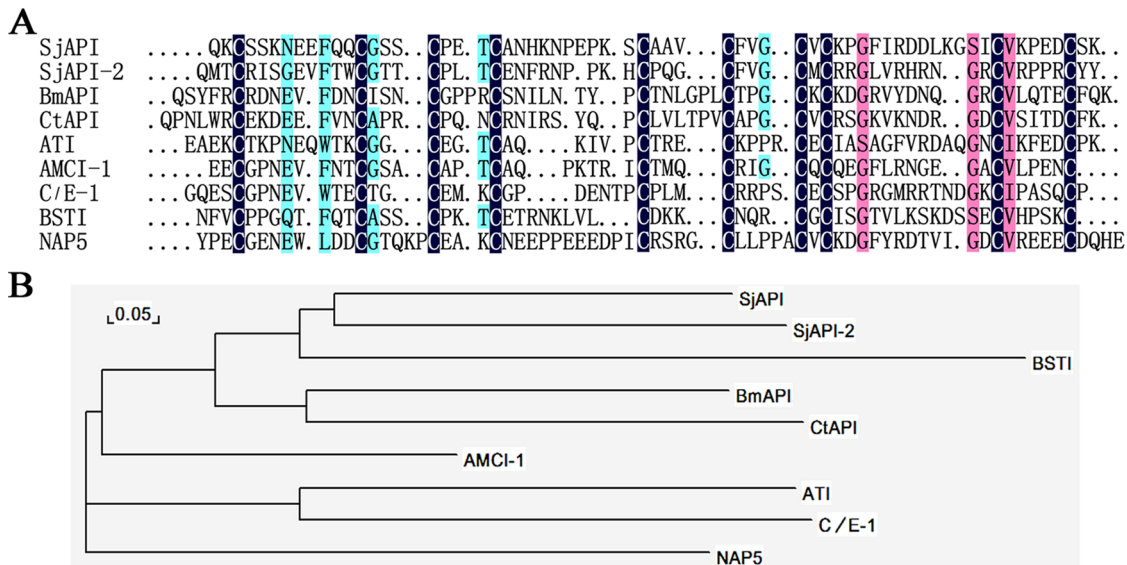 A
SjAPI .....QKCSSKNEEFQQCGSS..CPE.TCANHKNPEPK.SCAAV...CFVG..CVCKPGFIRDDLKGSICVKPEDCSK..
SjAPI-2 ....QMTCRISGEVFTWCGTT..CPL.TCENFRNP.PK.HCPQG...CFVG..CMCRRGLVRHRN..GRCVRPPRCYY..
BmAPI ..QSYFRCRDNEV.FDNCISN..CGPPRCSNILN.TY..PCTNLGPLCTPG..CKCKDGRVYDNQ..GRCVLQTECFQK.
CtAPI .QPNLWRCEKDEE.FVNCAPR..CPQ.NCRNIRS.YQ..PCLVLTPVCAPG..CVCRSGKVKNDR..GDCVSITDCFK..
ATI ...EAEKCTKPNEQWTKCGG...CEG.TCAQ....KIV.PCTRE...CKPPR.CECIASAGFVRDAQGNCIKFEDCPK..
AMCI-1 .....EECGPNEV.FNTCGSA..CAP.TCAQ...PKTR.ICTMQ...CRIG..CQCQEGFLRNGE..GACVLPENC....
C/E-1 ...GQESCGPNEV.WTECTG...CEM.KCGP....DENTPCPLM...CRRPS.CECSPGRGMRRTNDGKCIPASQCP...
BSTI ....NFVCPPGQT.FQTCASS..CPK.TCETRNKLVL...CDKK...CNQR..CGCISGTVLKSKDSSECVHPSKC....
NAP5 ....YPECGENEW.LDDCGTQKPCEA.KCNEEPPEEEDPICRSRG..CLLPPACVCKDGFYRDTVI.GDCVREEECDQHE
B
0.05
SjAPI
SjAPI-2
BSTI
BmAPI
CtAPI
AMCI-1
ATI
C/E-1
NAP5